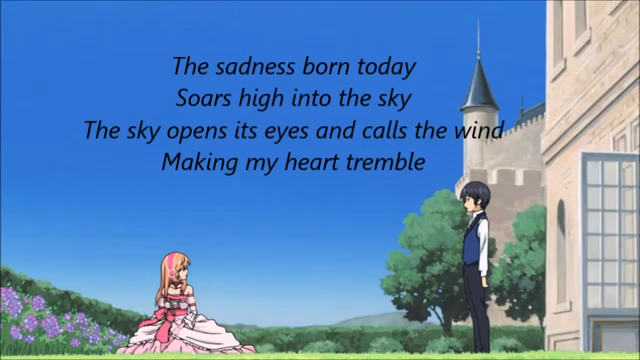 The sadness born today
Soars high into the sky
The sky opens its eyes and calls the wind
Making my heart tremble